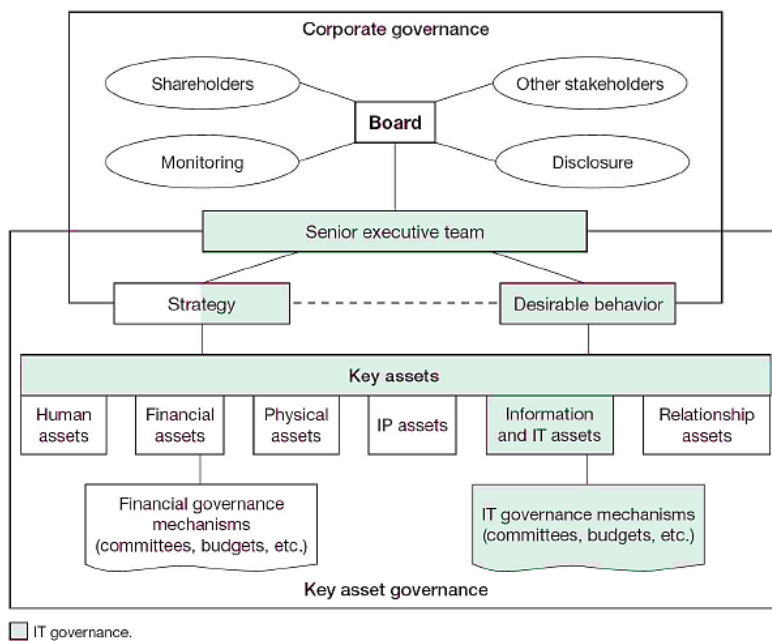 Corporate governance
Shareholders
Other stakeholders
Board
Monitoring
Disclosure
Senior executive team
Strategy
Desirable behavior
Key assets
Human
assets
Financial
assets
Physical
assets
IP assets
Information
and IT assets
Relationship
assets
Financial governance
mechanisms
(committees, budgets, etc.)
IT governance mechanisms
(committees, budgets, etc.)
Key asset governance
IT governance.